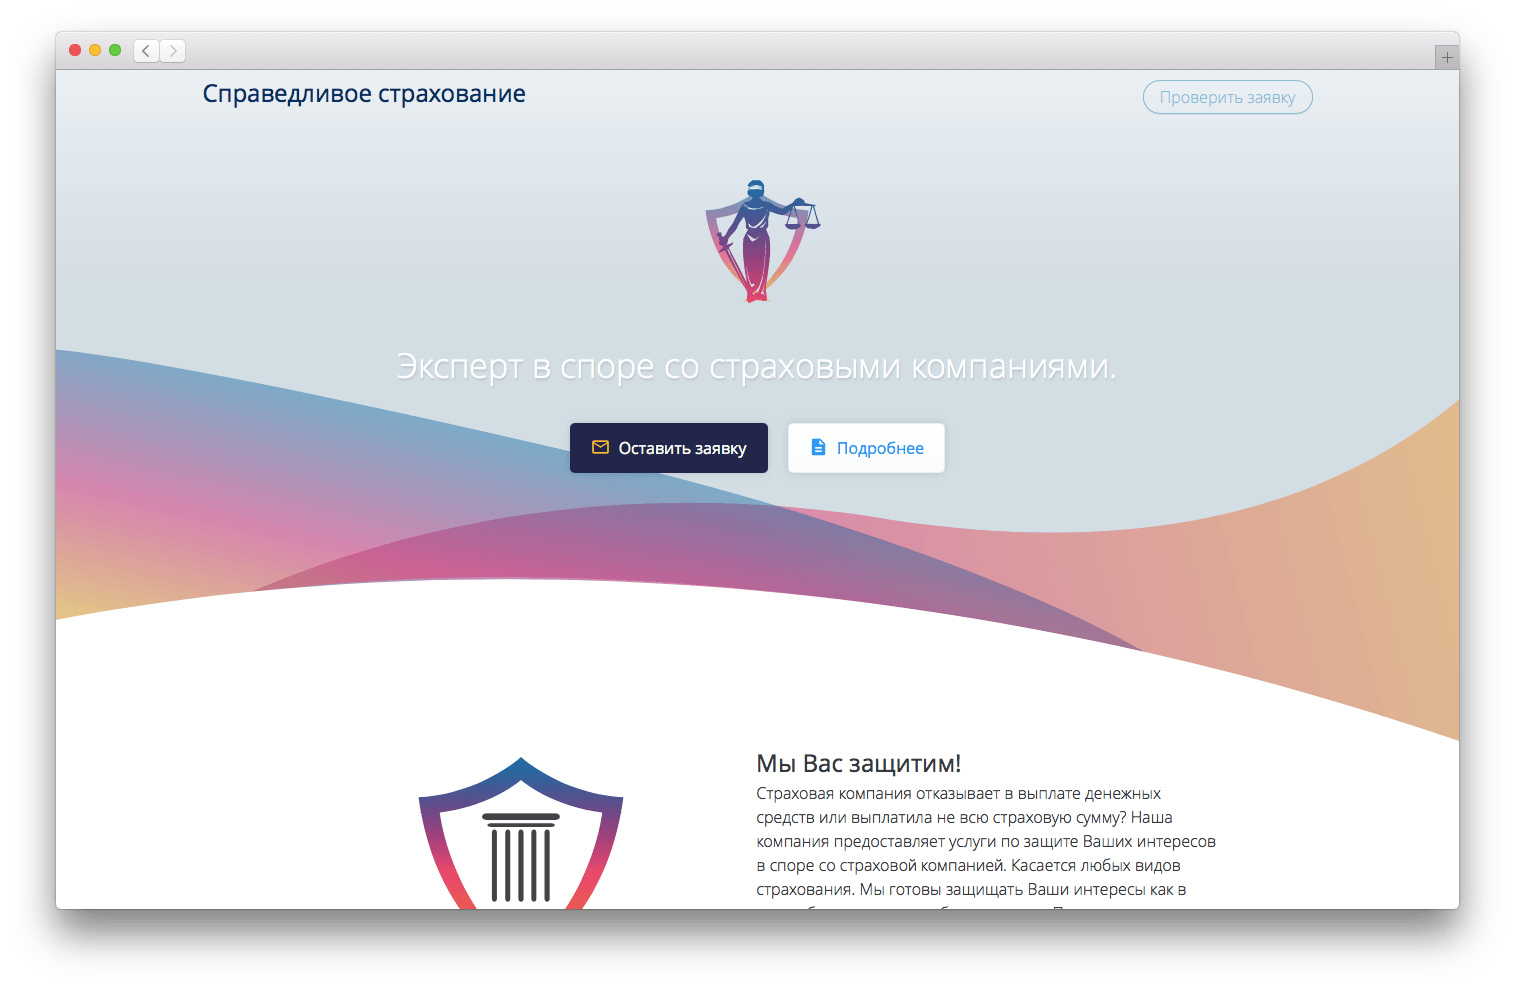 Справедливое страхование
Проверить заявку
Эксперт в споре со страховыми компаниями.
Оставить заявку
Подробнее
Мы Вас защитим!
Страховая компания отказывает в выплате денежных
средств или выплатила не всю страховую сумму? Наша
компания предоставляет услуги по защите Ваших интересов
в споре со страховой компанией. Касается любых видов
страхования. Мы готовы защищать Ваши интересы как в